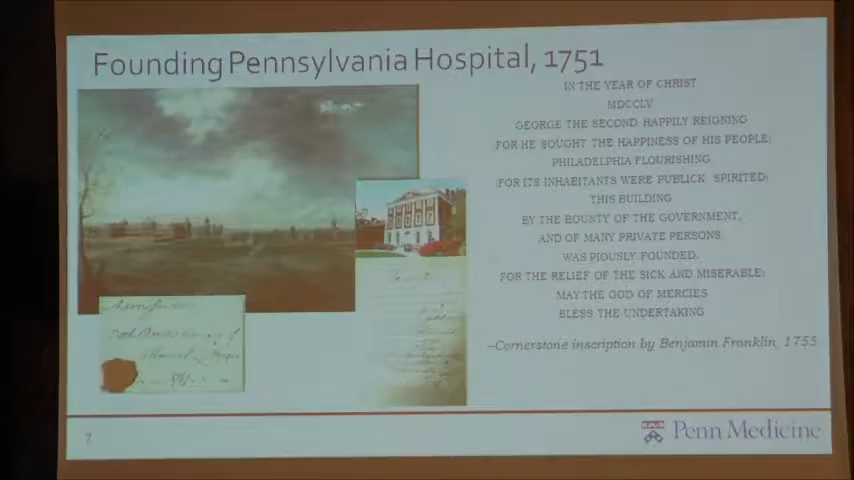 Founding Pennsylvania Hospital, 1751
IN THE YEAR OF CHRIST
MDCCLV
GEORGE THE SECOND HAPPILY REIGNING
(FOR HE SOUGHT THE HAPPINESS OF HIS PEOPLE)
PHILADELPHIA FLOURISHING
(FOR ITS INHABITANTS WERE PUBLICK SPIRITED)
THIS BUILDING
BY THE BOUNTY OF THE GOVERNMENT,
AND OF MANY PRIVATE PERSONS,
WAS PIOUSLY FOUNDED,
FOR THE RELIEF OF THE SICK AND MISERABLE;
MAY THE GOD OF MERCIES
BLESS THE UNDERTAKING
–Cornerstone inscription by Benjamin Franklin, 1755
7
Penn Medicine